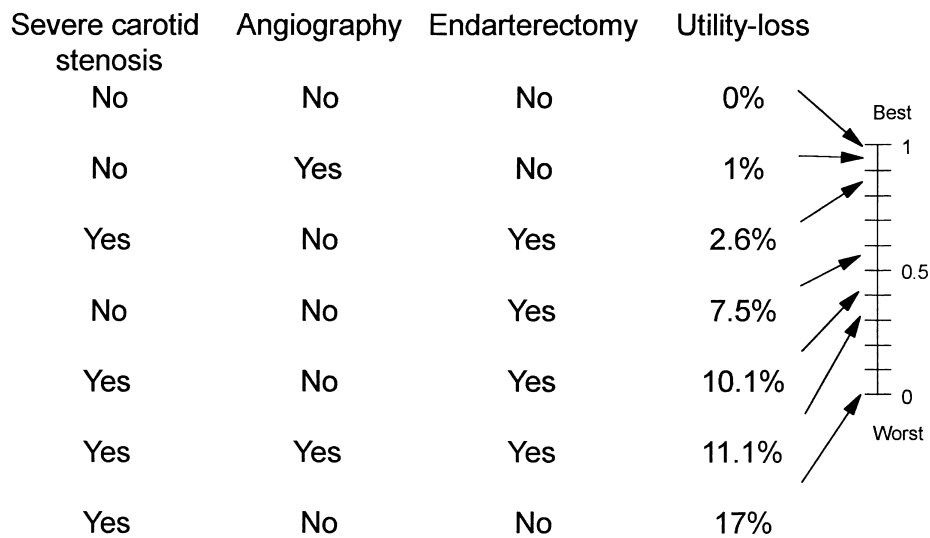 Severe carotid stenosis Angiography Endarterectomy Utility-loss
No No No 0%
Best
1
No Yes No 1%
Yes No Yes 2.6%
0.5
No No Yes 7.5%
Yes No Yes 10.1%
0
Worst
Yes Yes Yes 11.1%
Yes No No 17%